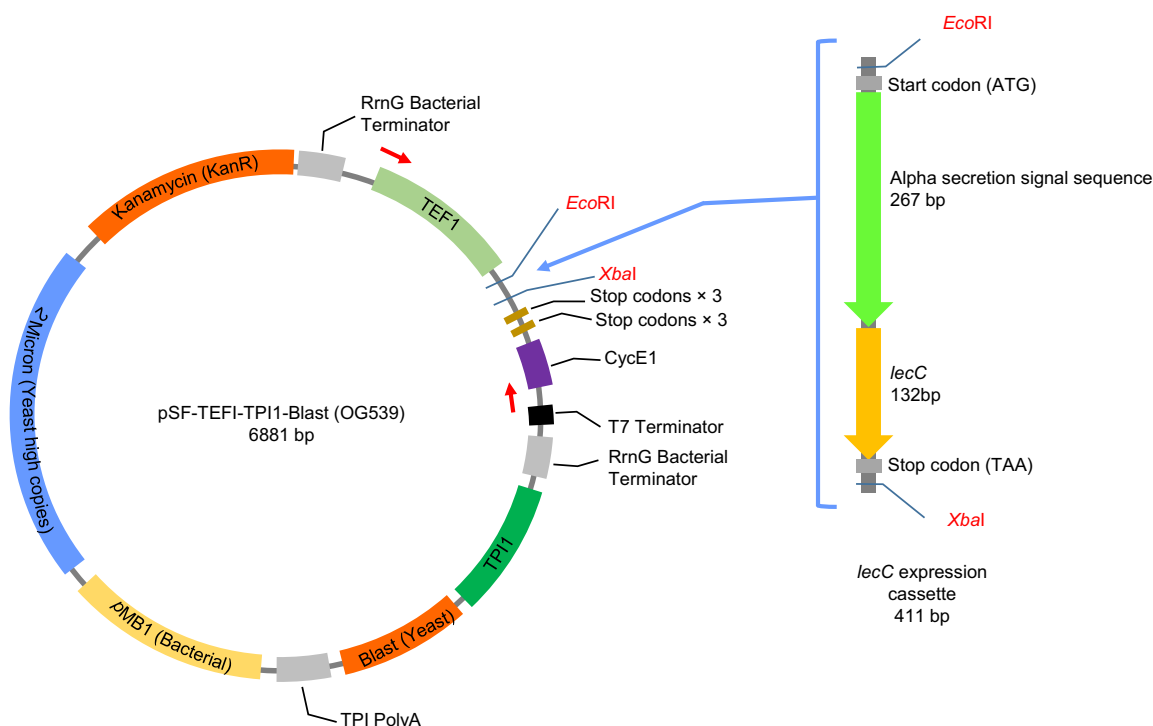 RrnG Bacterial
Terminator
Kanamycin (KanR)
TEF1
EcoRI
XbaI
Stop codons × 3
Stop codons × 3
CycE1
T7 Terminator
RrnG Bacterial
Terminator
TPI1
Blast (Yeast)
TPI PolyA
pMB1 (Bacterial)
2Micron (Yeast high copies)
pSF-TEFI-TPI1-Blast (OG539)
6881 bp
EcoRI
Start codon (ATG)
Alpha secretion signal sequence
267 bp
lecC
132bp
Stop codon (TAA)
XbaI
lecC expression
cassette
411 bp